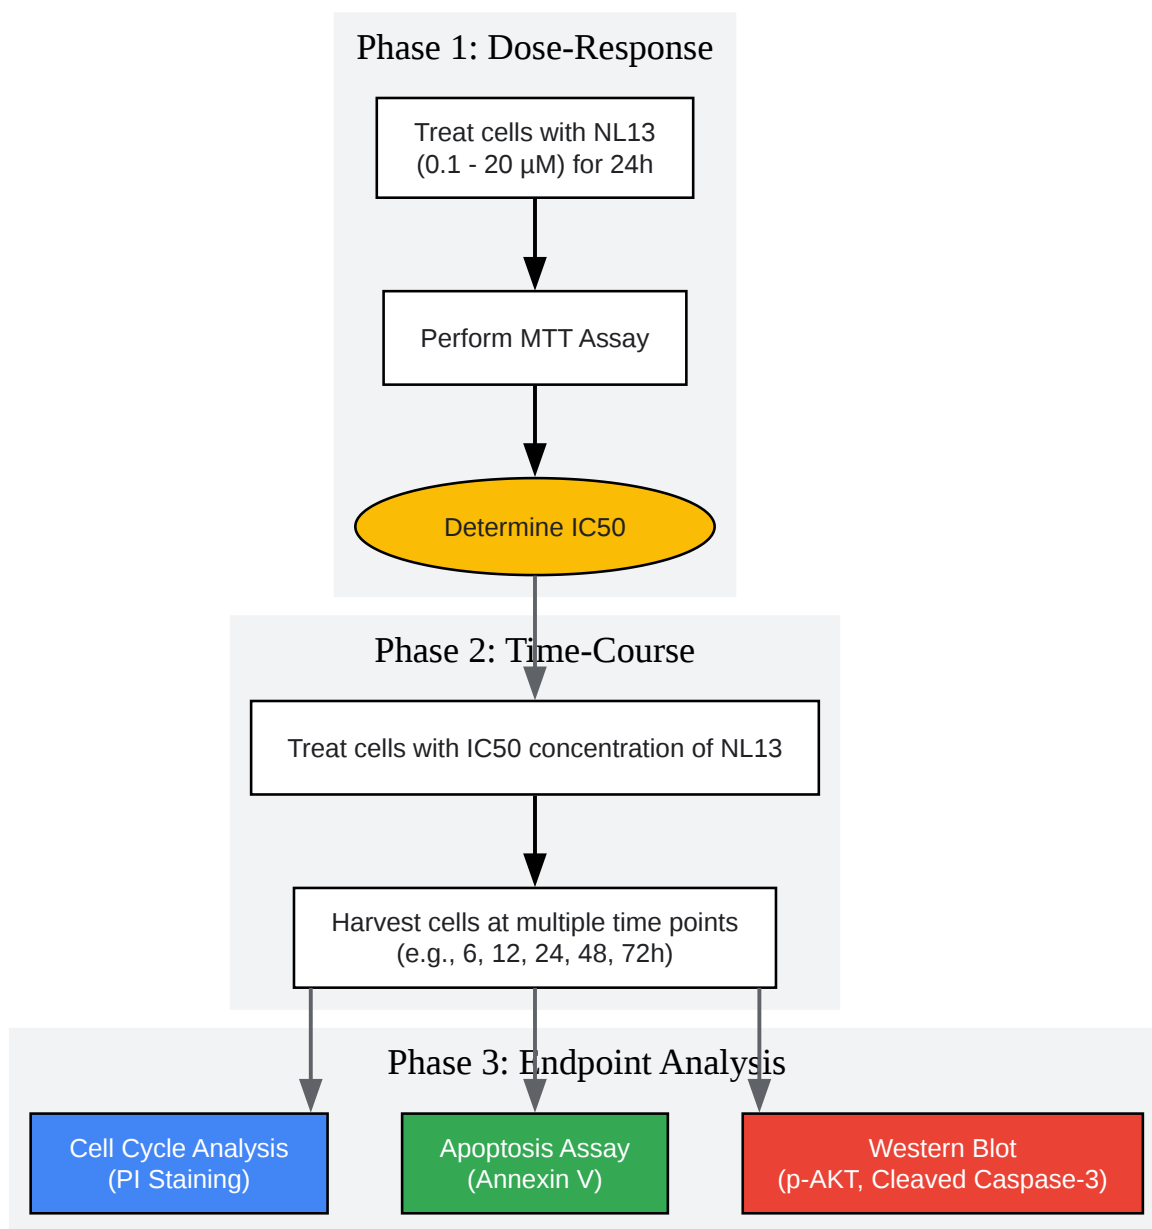 Phase 1: Dose-Response
Treat cells with NL13
(0.1 - 20 µM) for 24h
Perform MTT Assay
Determine IC50
Phase 2: Time-Course
Treat cells with IC50 concentration of NL13
Harvest cells at multiple time points
(e.g., 6, 12, 24, 48, 72h)
Phase 3: Endpoint Analysis
Cell Cycle Analysis
(PI Staining)
Apoptosis Assay
(Annexin V)
Western Blot
(p-AKT, Cleaved Caspase-3)